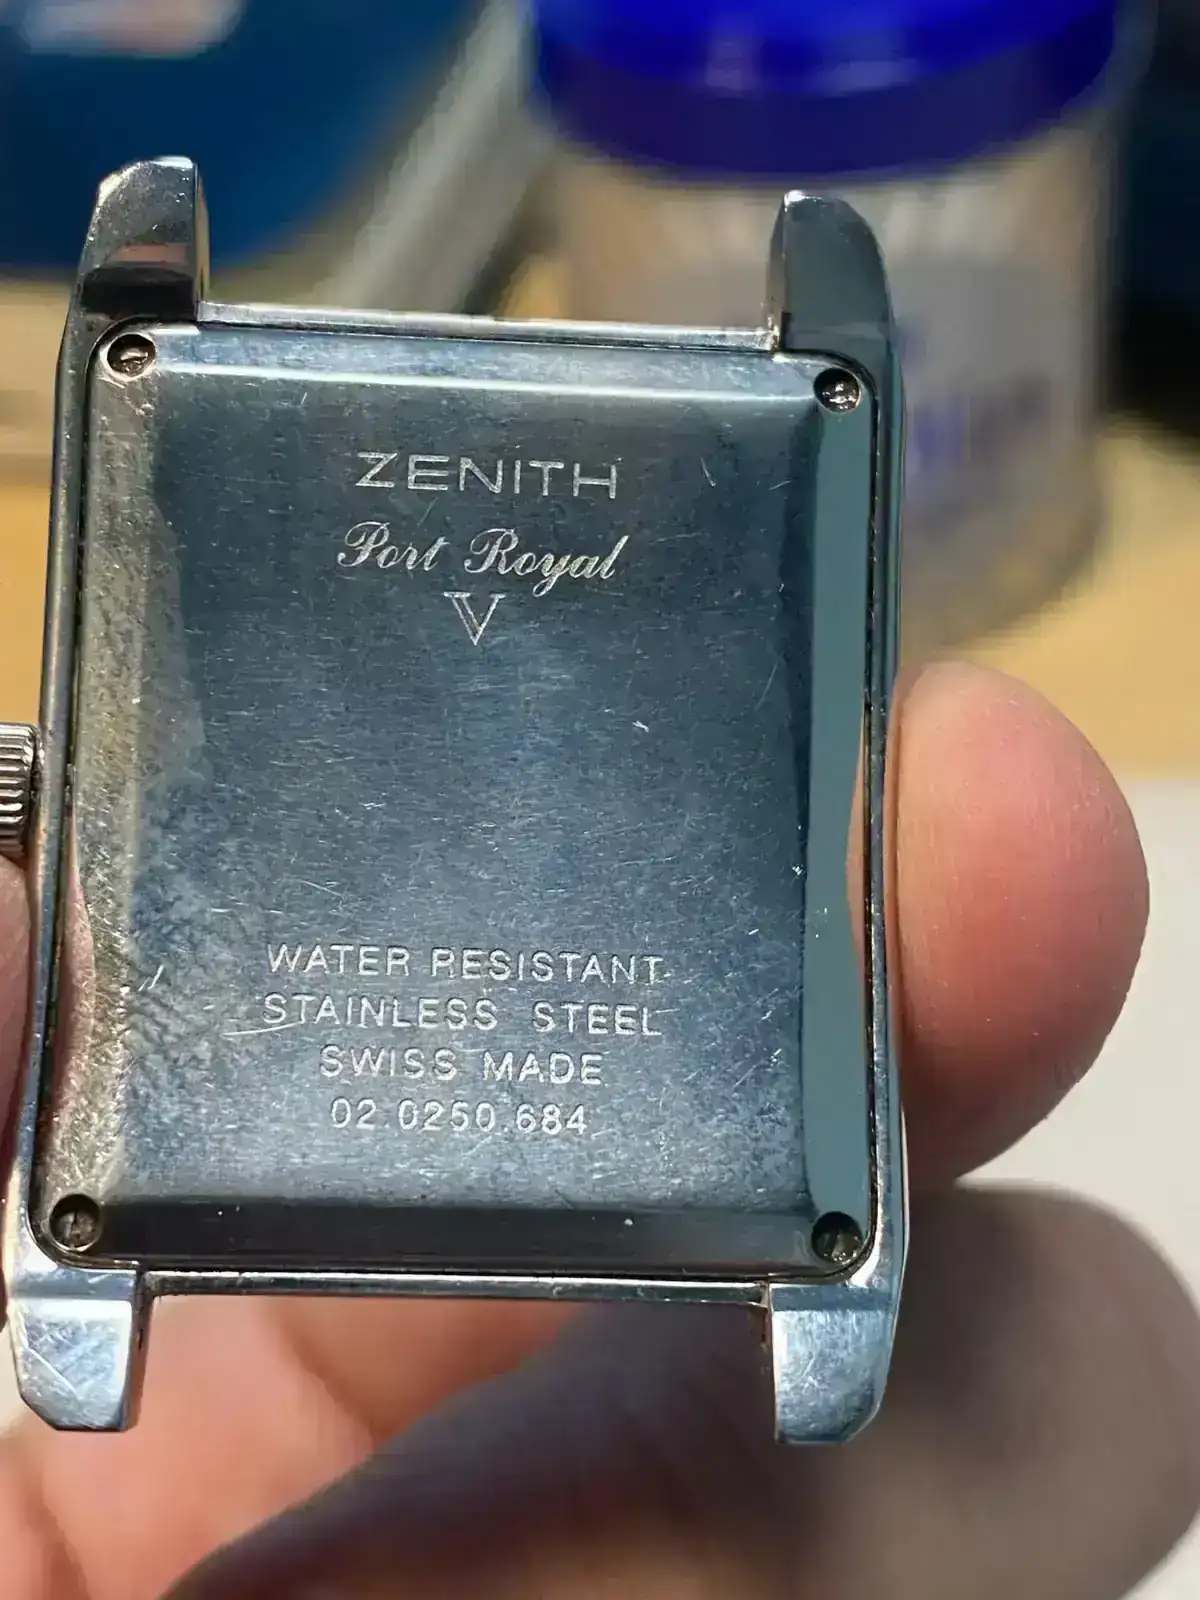 ZENITH
Port Royal
V
WATER RESISTANT
STAINLESS STEEL
SWISS MADE
02.0250.684